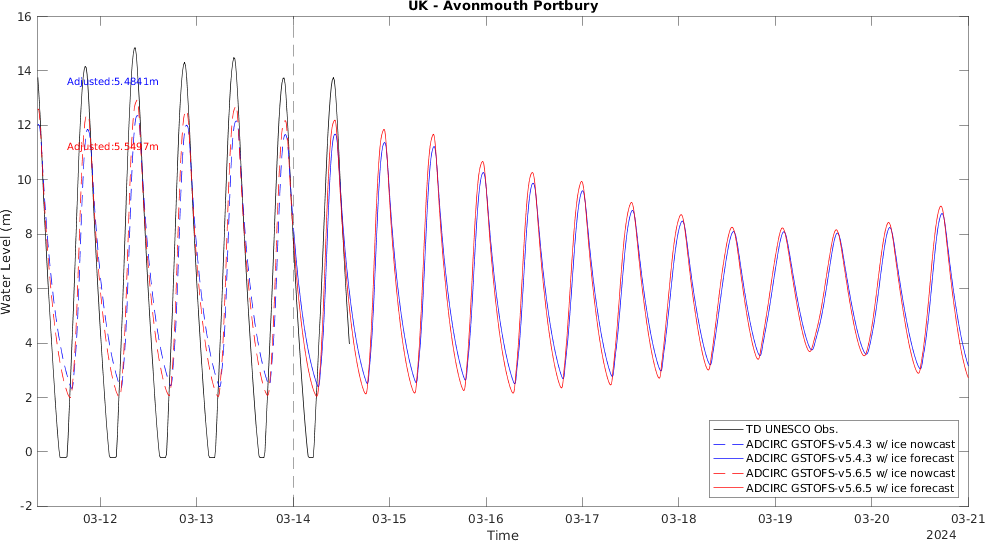 UK - Avonmouth Portbury
16
14
12
10
8
6
4
2
0
-2
Water Level (m)
Adjusted:5.4841m
Adjusted:5.5497m
TD UNESCO Obs.
ADCIRC GSTOFS-v5.4.3 w/ ice nowcast
ADCIRC GSTOFS-v5.4.3 w/ ice forecast
ADCIRC GSTOFS-v5.6.5 w/ ice nowcast
ADCIRC GSTOFS-v5.6.5 w/ ice forecast
03-12 03-13 03-14 03-15 03-16 03-17 03-18 03-19 03-20 03-21
Time
2024